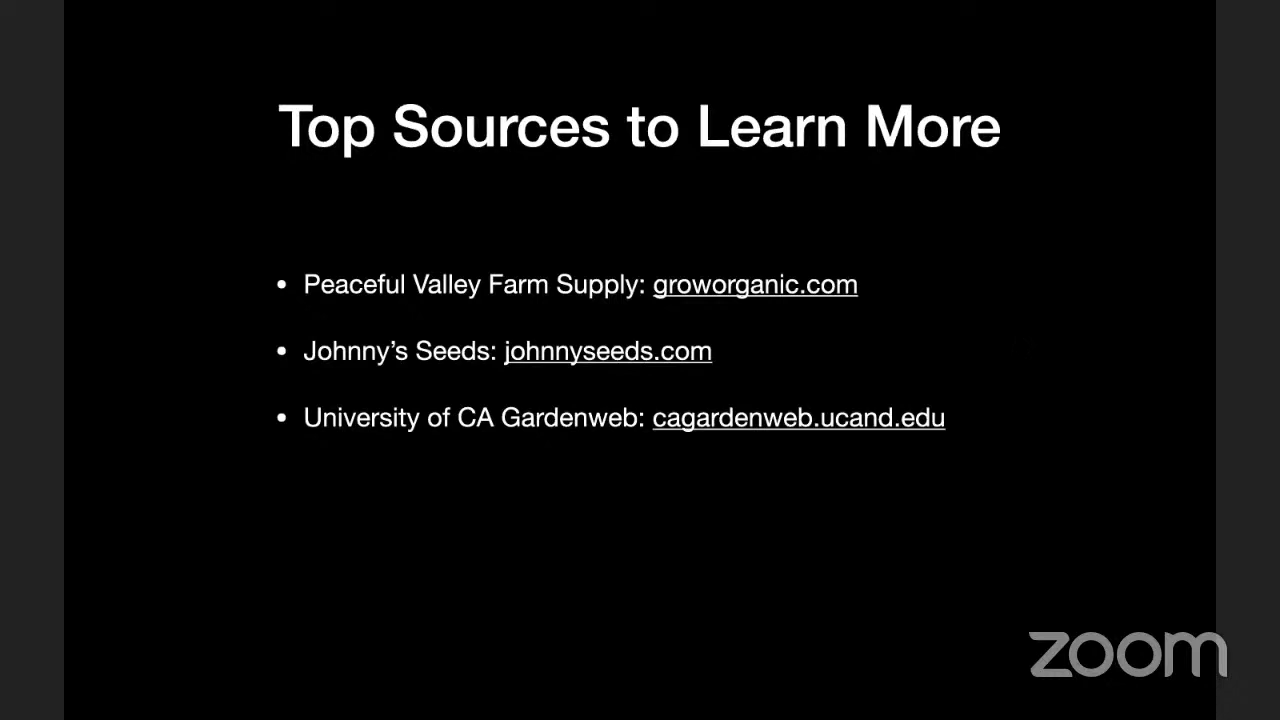 Top Sources to Learn More
• Peaceful Valley Farm Supply: groworganic.com
• Johnny’s Seeds: johnnyseeds.com
• University of CA Gardenweb: cagardenweb.ucand.edu
zoom